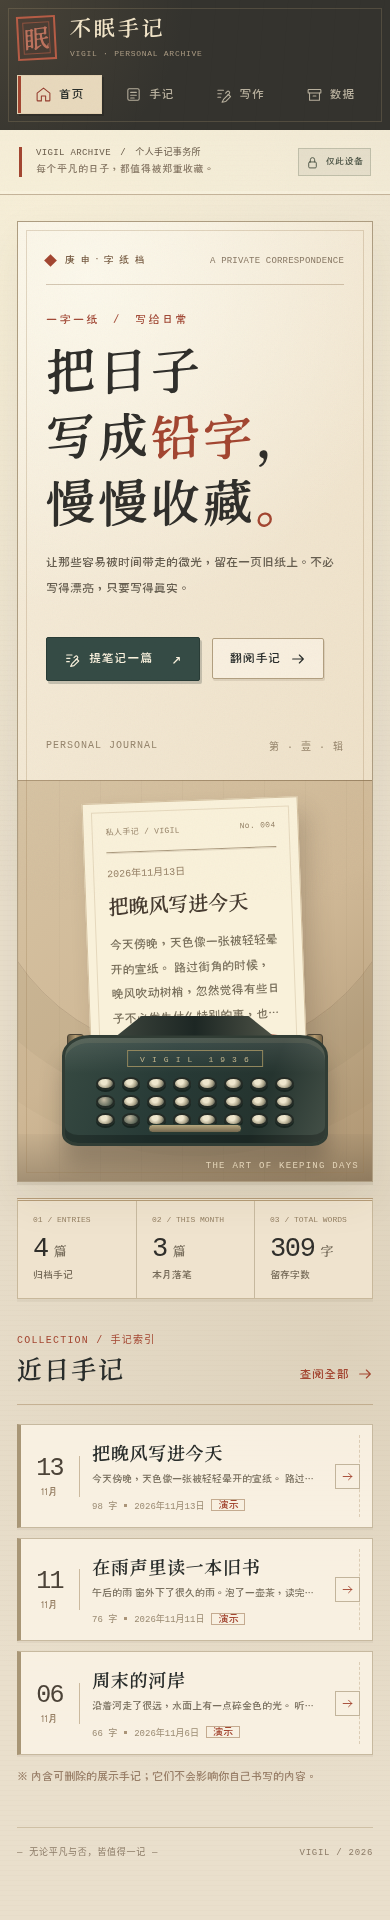 眠
不眠手记
VIGIL · PERSONAL ARCHIVE
首页
手记
写作
数据
VIGIL ARCHIVE / 个人手记事务所
每个平凡的日子，都值得被郑重收藏。
仅此设备
庚申·字纸档
A PRIVATE CORRESPONDENCE
一字一纸 / 写给日常
把日子
写成铅字，
慢慢收藏。
让那些容易被时间带走的微光，留在一页旧纸上。不必
写得漂亮，只要写得真实。
提笔记一篇 ↗
翻阅手记 →
PERSONAL JOURNAL
第 · 壹 · 辑
私人手记 / VIGIL
No. 004
2026年11月13日
把晚风写进今天
今天傍晚，天色像一张被轻轻晕
开的宣纸。 路过街角的时候，
晚风吹动树梢，忽然觉得有些日
VIGIL 1936
THE ART OF KEEPING DAYS
01 / ENTRIES
4 篇
归档手记
02 / THIS MONTH
3 篇
本月落笔
03 / TOTAL WORDS
309 字
留存字数
COLLECTION / 手记索引
近日手记
查阅全部 →
13
11月
把晚风写进今天
今天傍晚，天色像一张被轻轻晕开的宣纸。 路过…
98 字 ▪ 2026年11月13日 演示
→
11
11月
在雨声里读一本旧书
午后的雨 窗外下了很久的雨。泡了一壶茶，读完…
76 字 ▪ 2026年11月11日 演示
→
06
11月
周末的河岸
沿着河走了很远，水面上有一点碎金色的光。 听…
66 字 ▪ 2026年11月6日 演示
→
※ 内含可删除的展示手记；它们不会影响你自己书写的内容。
— 无论平凡与否，皆值得一记 —
VIGIL / 2026